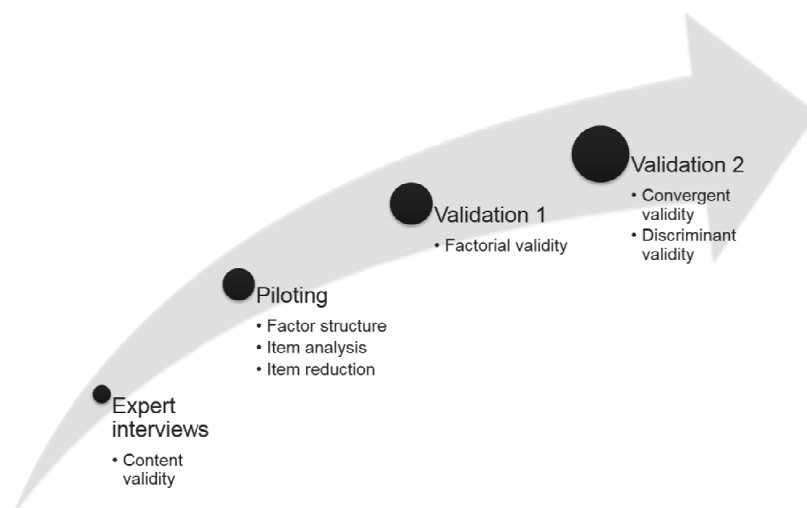 Expert
interviews
• Content
validity
Piloting
• Factor structure
• Item analysis
• Item reduction
Validation 1
• Factorial validity
Validation 2
• Convergent
validity
• Discriminant
validity